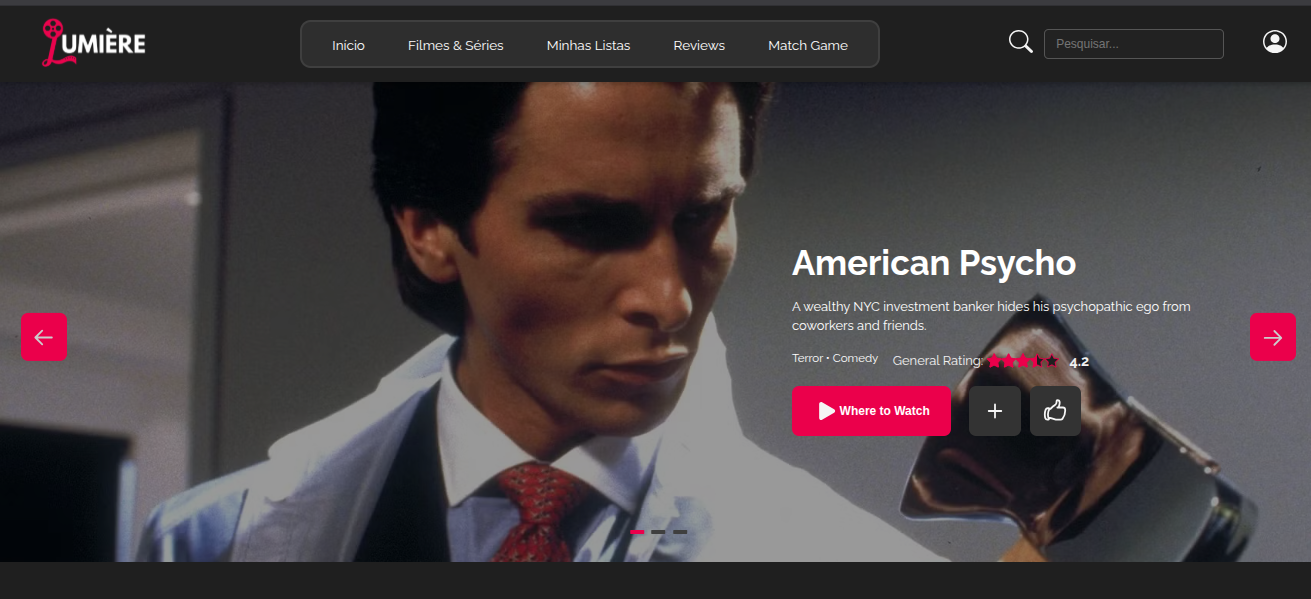 LUMIÈRE
Início
Filmes & Séries
Minhas Listas
Reviews
Match Game
Pesquisar...
American Psycho
A wealthy NYC investment banker hides his psychopathic ego from
coworkers and friends.
Terror • Comedy
General Rating:
4.2
Where to Watch